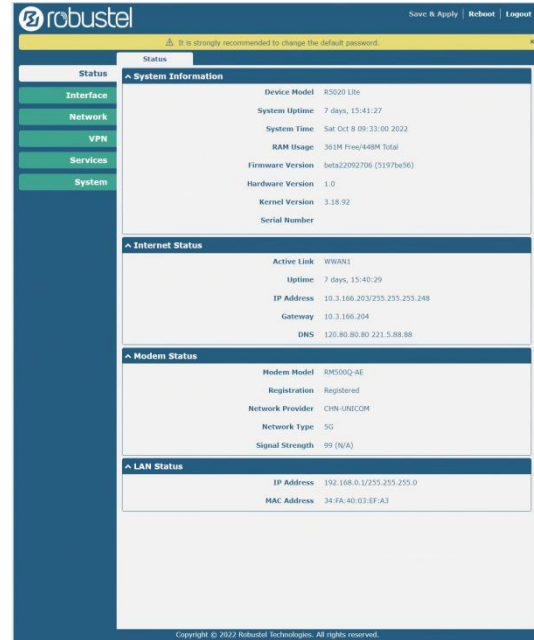 robustel
Save & Apply | Reboot | Logout
It is strongly recommended to change the default password. ×
Status
Status
Interface
Network
VPN
Services
System
^ System Information
Device Model R5020 Lite
System Uptime 7 days, 15:41:27
System Time Sat Oct 8 09:33:00 2022
RAM Usage 361M Free/448M Total
Firmware Version beta22092706 (5197be56)
Hardware Version 1.0
Kernel Version 3.18.92
Serial Number
^ Internet Status
Active Link WWAN1
Uptime 7 days, 15:40:29
IP Address 10.3.166.203/255.255.255.248
Gateway 10.3.166.204
DNS 120.80.80.80 221.5.88.88
^ Modem Status
Modem Model RM500Q-AE
Registration Registered
Network Provider CHN-UNICOM
Network Type 5G
Signal Strength 99 (N/A)
^ LAN Status
IP Address 192.168.0.1/255.255.255.0
MAC Address 34:FA:40:03:EF:A3
Copyright © 2022 Robustel Technologies. All rights reserved.